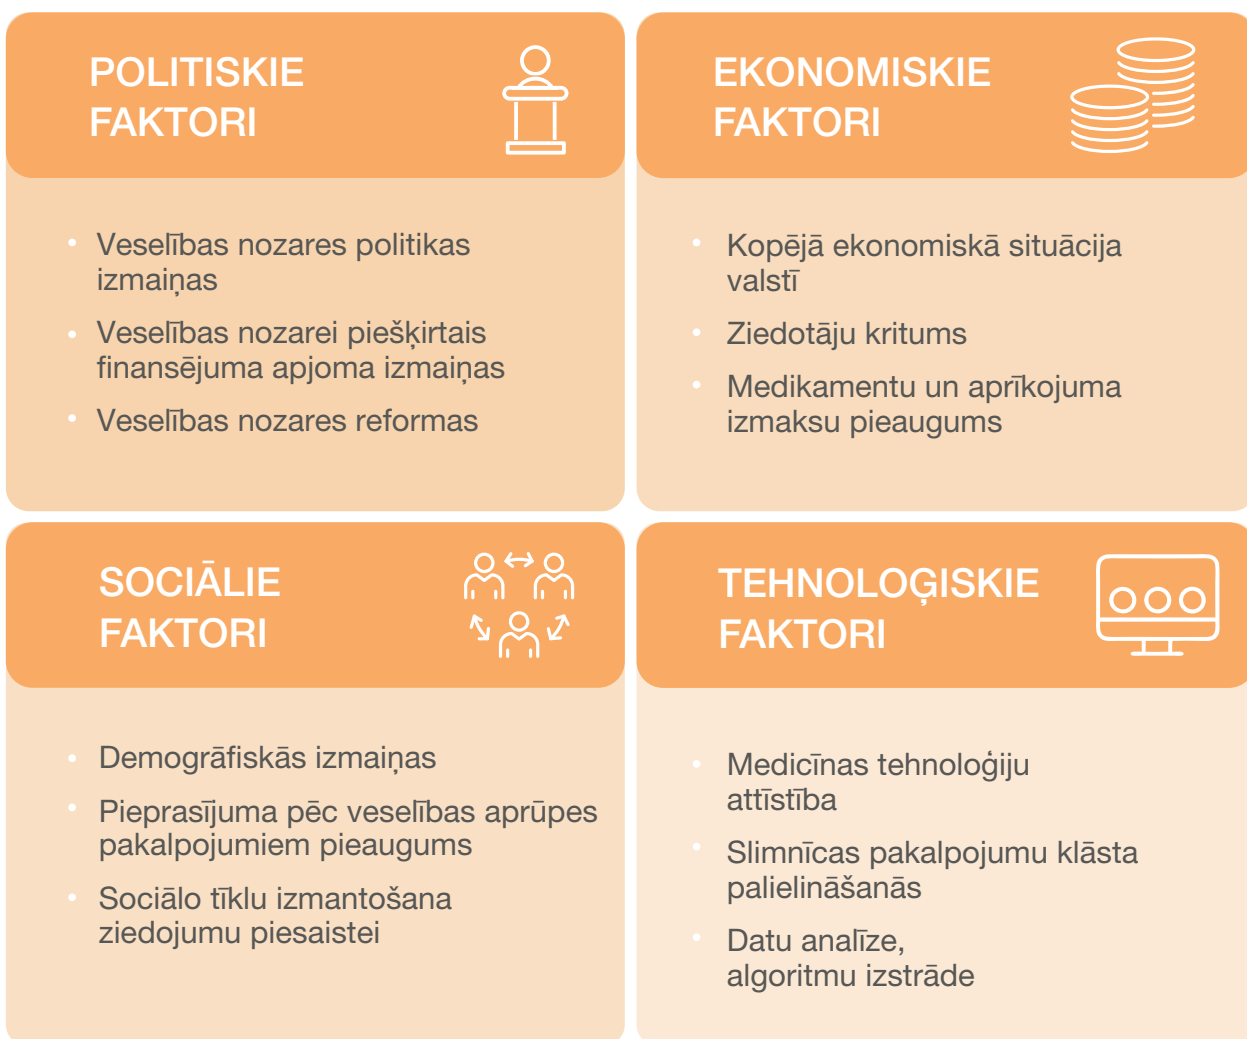 POLITISKIE
FAKTORI
• Veselības nozares politikas
izmaiņas
• Veselības nozarei piešķirtais
finansējuma apjoma izmaiņas
• Veselības nozares reformas
EKONOMISKIE
FAKTORI
• Kopējā ekonomiskā situācija
valstī
• Ziedotāju kritums
• Medikamentu un aprīkojuma
izmaksu pieaugums
SOCIĀLIE
FAKTORI
• Demogrāfiskās izmaiņas
• Pieprasījuma pēc veselības aprūpes
pakalpojumiem pieaugums
• Sociālo tīklu izmantošana
ziedojumu piesaistei
TEHNOLOĢISKIE
FAKTORI
• Medicīnas tehnoloģiju
attīstība
• Slimnīcas pakalpojumu klāsta
palielināšanās
• Datu analīze,
algoritmu izstrāde